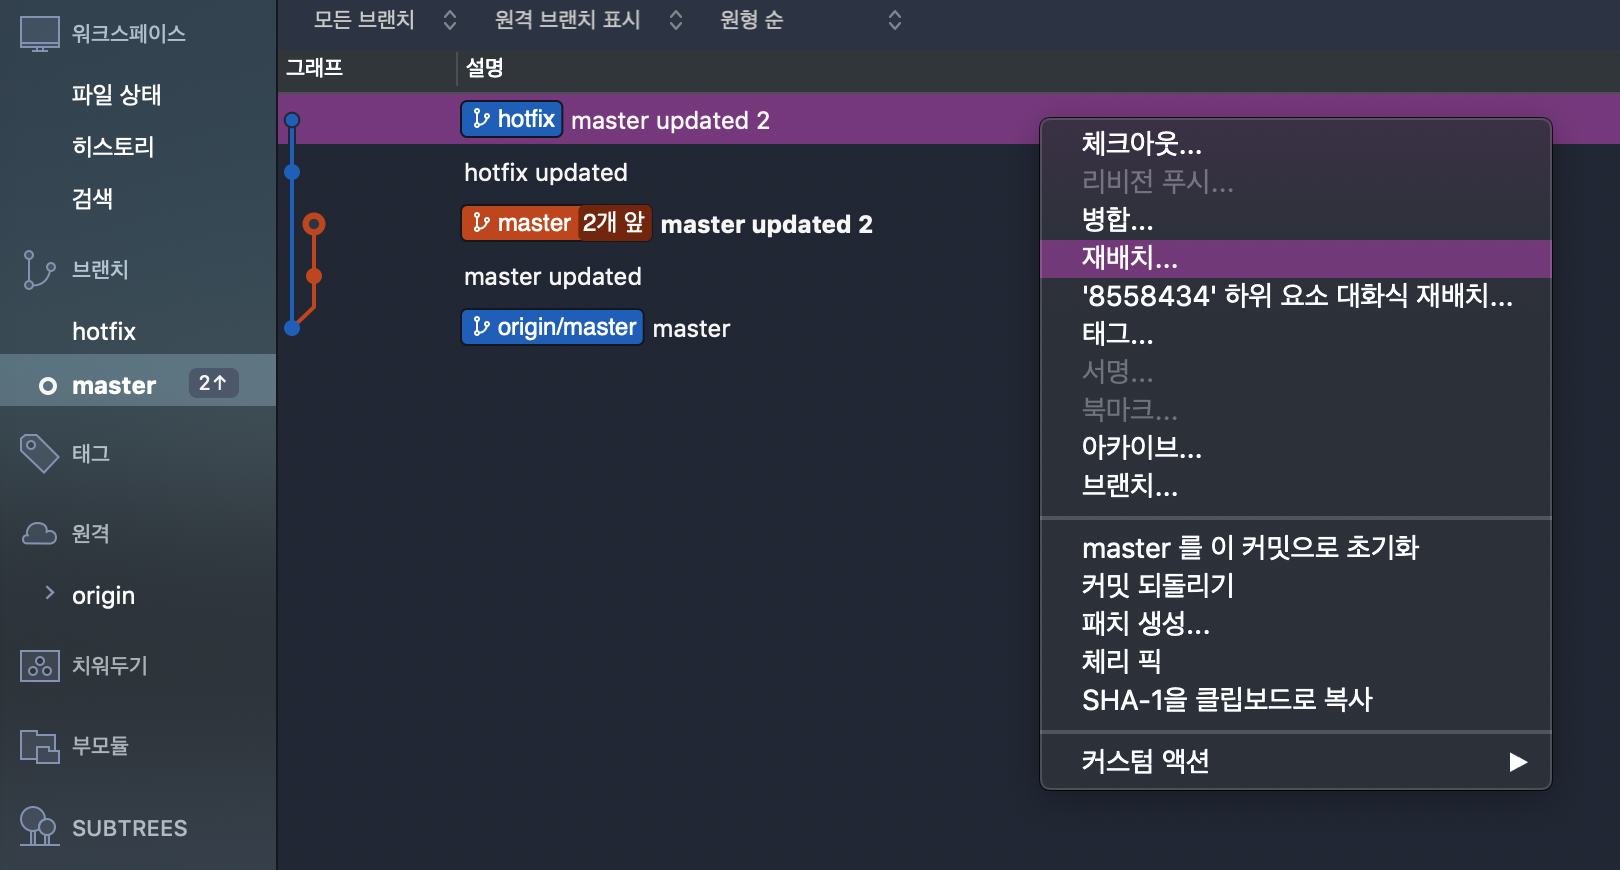 워크스페이스
파일 상태
히스토리
검색
브랜치
hotfix
master 2↑
태그
원격
origin
치워두기
부모듈
SUBTREES
모든 브랜치 원격 브랜치 표시 원형 순
그래프 설명
hotfix master updated 2
hotfix updated
master 2개 앞 master updated 2
master updated
origin/master master
체크아웃...
리비전 푸시...
병합...
재배치...
'8558434' 하위 요소 대화식 재배치...
태그...
서명...
북마크...
아카이브...
브랜치...
master 를 이 커밋으로 초기화
커밋 되돌리기
패치 생성...
체리 픽
SHA-1을 클립보드로 복사
커스텀 액션